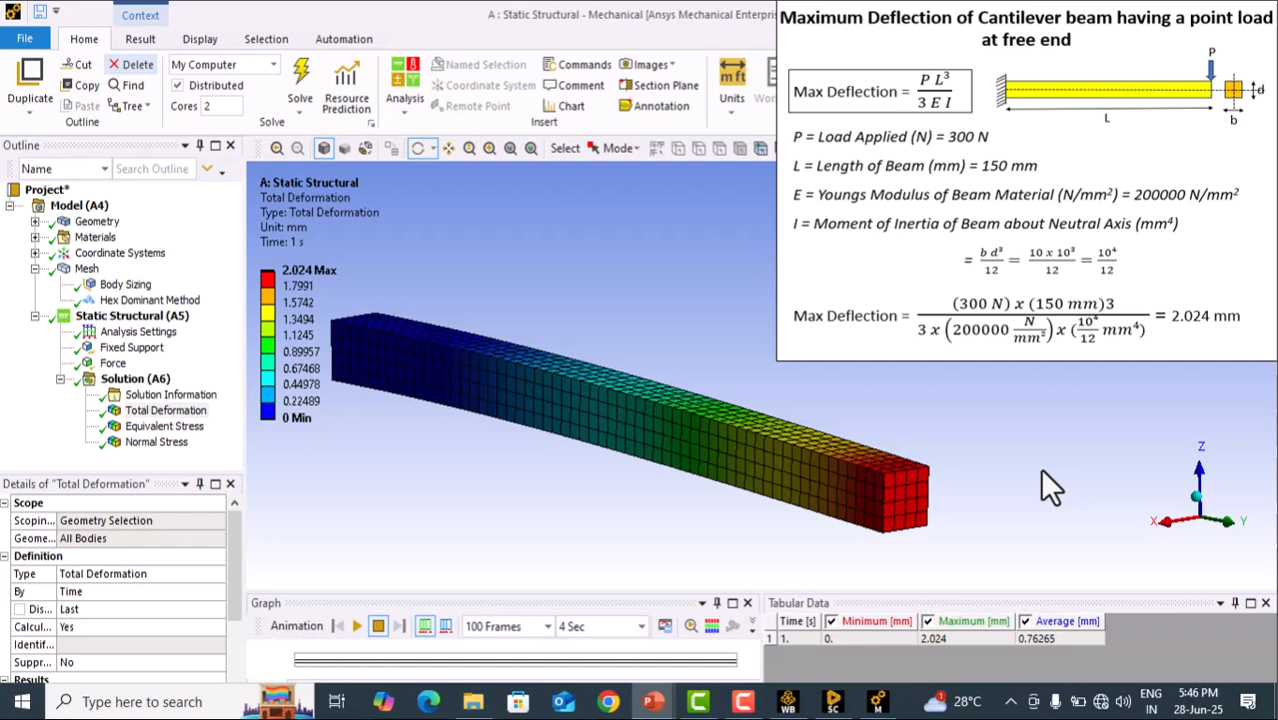 Context
A : Static Structural - Mechanical [Ansys Mechanical Enterpris
File
Home
Result
Display
Selection
Automation
Duplicate
Cut
Copy
Paste
Delete
Find
Tree
Outline
My Computer
Distributed
Cores 2
Solve
Solve
Resource
Prediction
Analysis
Named Selection
Coordinate System
Remote Point
Commands
Comment
Chart
Images
Section Plane
Annotation
Insert
Units
Maximum Deflection of Cantilever beam having a point load
at free end
Max Deflection = P L³ / 3 E I
P
L
d
b
P = Load Applied (N) = 300 N
L = Length of Beam (mm) = 150 mm
E = Youngs Modulus of Beam Material (N/mm²) = 200000 N/mm²
I = Moment of Inertia of Beam about Neutral Axis (mm⁴)
= b d³ / 12 = 10 x 10³ / 12 = 10⁴ / 12
Max Deflection = (300 N) x (150 mm)3 / 3 x (200000 N/mm²) x (10⁴/12 mm⁴) = 2.024 mm
Outline
Name
Search Outline
Project*
Model (A4)
Geometry
Materials
Coordinate Systems
Mesh
Body Sizing
Hex Dominant Method
Static Structural (A5)
Analysis Settings
Fixed Support
Force
Solution (A6)
Solution Information
Total Deformation
Equivalent Stress
Normal Stress
Select
Mode
A: Static Structural
Total Deformation
Type: Total Deformation
Unit: mm
Time: 1 s
2.024 Max
1.7991
1.5742
1.3494
1.1245
0.89957
0.67468
0.44978
0.22489
0 Min
Z
X
Y
Details of "Total Deformation"
Scope
Scopin... Geometry Selection
Geome... All Bodies
Definition
Type Total Deformation
By Time
Dis... Last
Calcul... Yes
Identif...
Suppr... No
Results
Graph
Animation
100 Frames
4 Sec
Tabular Data
Time [s] Minimum [mm] Maximum [mm] Average [mm]
1 1. 0. 2.024 0.76265
Type here to search
WB
SC
M
1
28°C
ENG
IN
5:46 PM
28-Jun-25